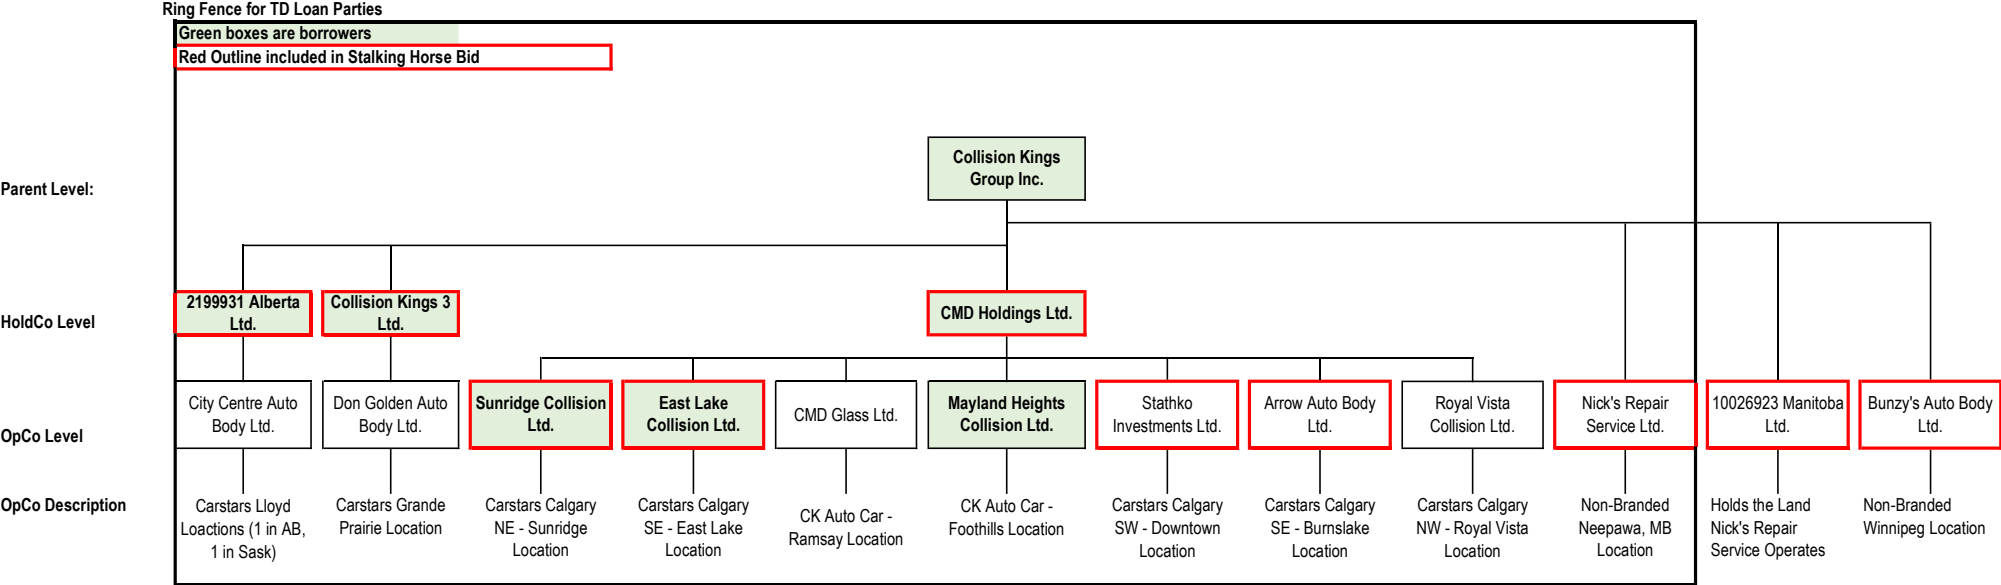 Ring Fence for TD Loan Parties
Green boxes are borrowers
Red Outline included in Stalking Horse Bid
Parent Level:
Collision Kings
Group Inc.
HoldCo Level
2199931 Alberta
Ltd.
Collision Kings 3
Ltd.
CMD Holdings Ltd.
OpCo Level
City Centre Auto
Body Ltd.
Don Golden Auto
Body Ltd.
Sunridge Collision
Ltd.
East Lake
Collision Ltd.
CMD Glass Ltd.
Mayland Heights
Collision Ltd.
Stathko
Investments Ltd.
Arrow Auto Body
Ltd.
Royal Vista
Collision Ltd.
Nick's Repair
Service Ltd.
10026923 Manitoba
Ltd.
Bunzy's Auto Body
Ltd.
OpCo Description
Carstars Lloyd
Loactions (1 in AB,
1 in Sask)
Carstars Grande
Prairie Location
Carstars Calgary
NE - Sunridge
Location
Carstars Calgary
SE - East Lake
Location
CK Auto Car -
Ramsay Location
CK Auto Car -
Foothills Location
Carstars Calgary
SW - Downtown
Location
Carstars Calgary
SE - Burnslake
Location
Carstars Calgary
NW - Royal Vista
Location
Non-Branded
Neepawa, MB
Location
Holds the Land
Nick's Repair
Service Operates
Non-Branded
Winnipeg Location